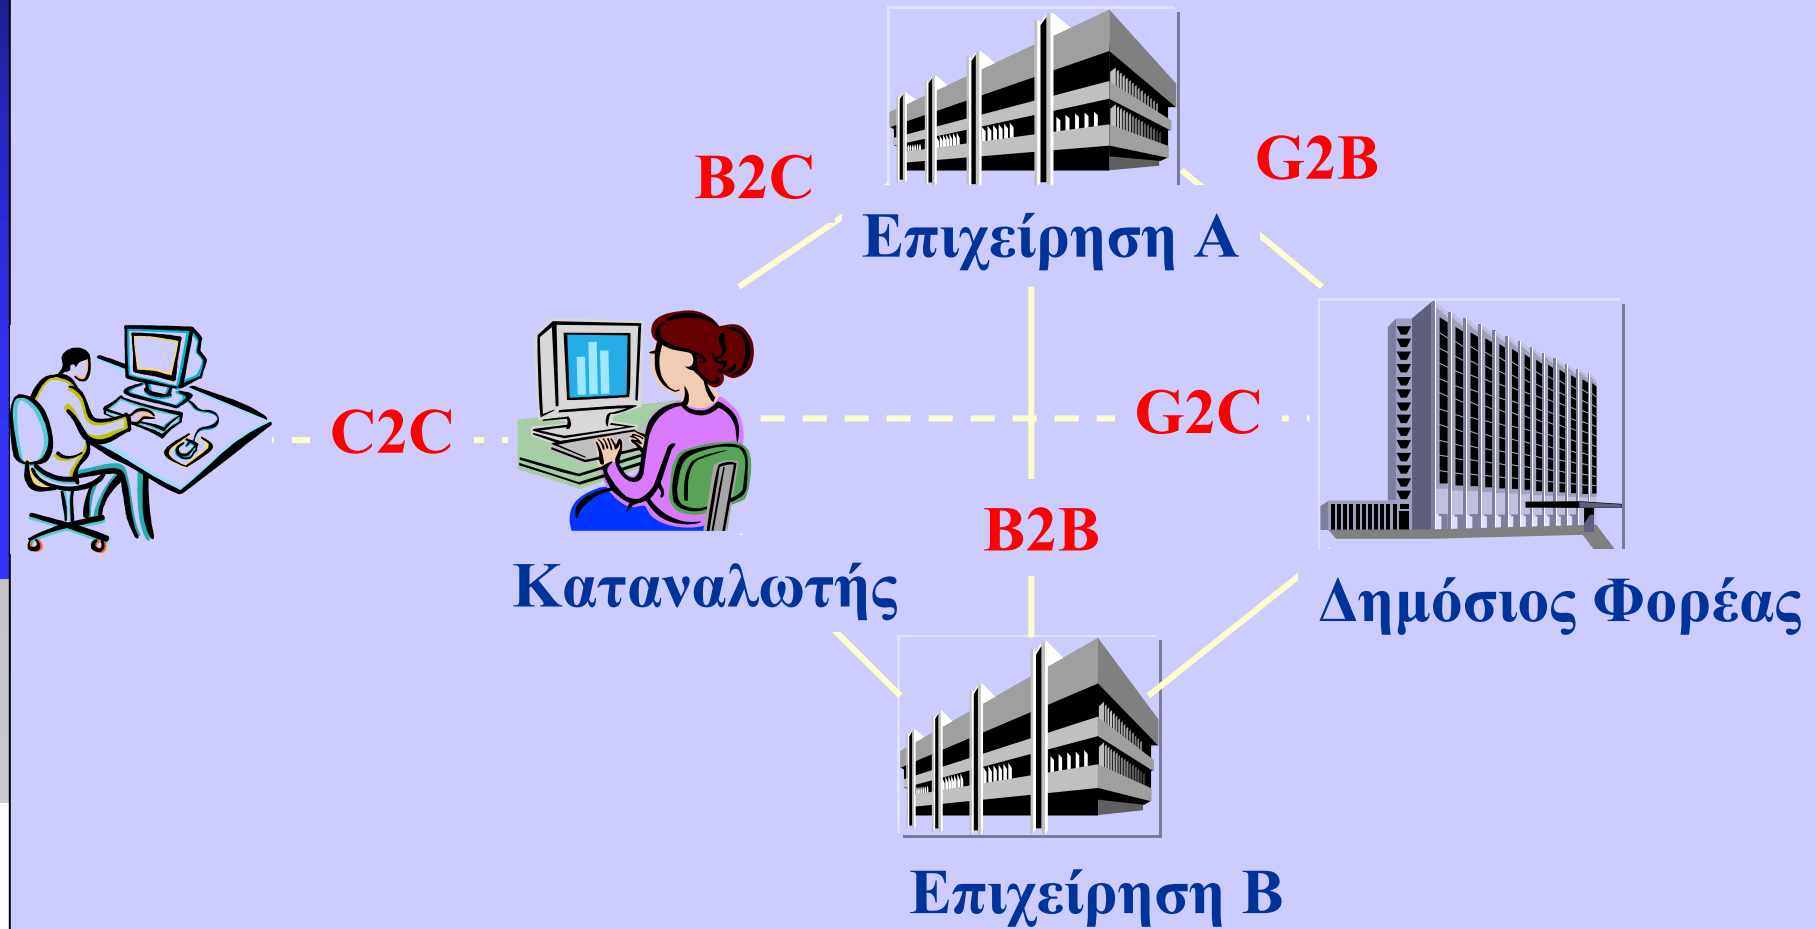 B2C
G2B
Επιχείρηση Α
C2C
G2C
B2B
Καταναλωτής
Δημόσιος Φορέας
Επιχείρηση Β